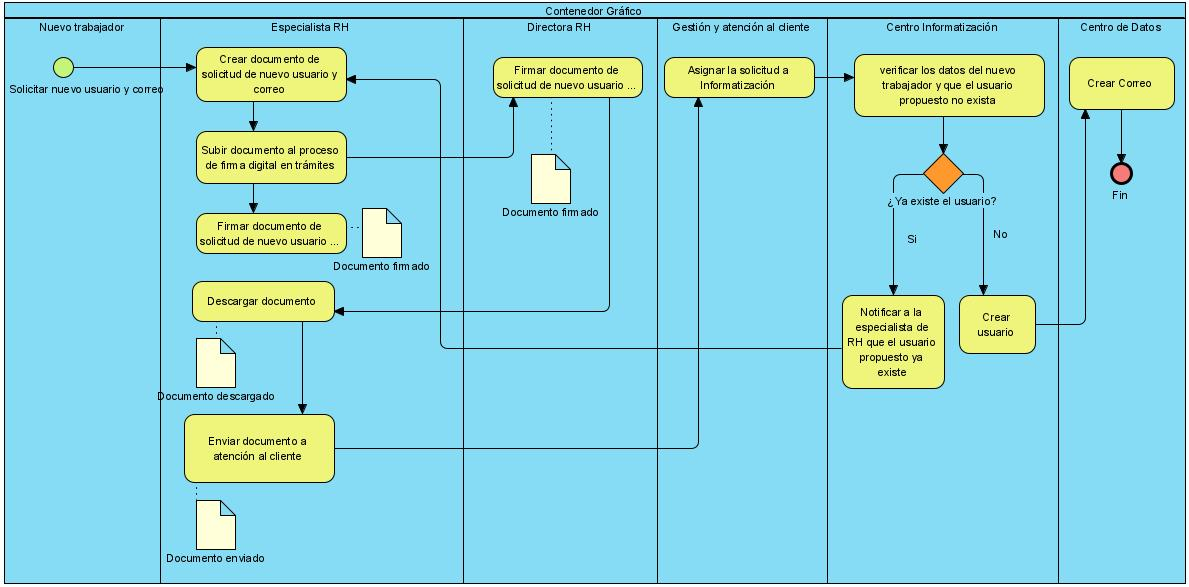 Contenedor Gráfico
Nuevo trabajador
Especialista RH
Directora RH
Gestión y atención al cliente
Centro Informatización
Centro de Datos
Solicitar nuevo usuario y correo
Crear documento de
solicitud de nuevo usuario y
correo
Subir documento al proceso
de firma digital en trámites
Firmar documento de
solicitud de nuevo usuario ...
Documento firmado
Descargar documento
Documento descargado
Enviar documento a
atención al cliente
Documento enviado
Firmar documento de
solicitud de nuevo usuario ...
Documento firmado
Asignar la solicitud a
Informatización
verificar los datos del nuevo
trabajador y que el usuario
propuesto no exista
¿Ya existe el usuario?
Si
No
Notificar a la
especialista de
RH que el usuario
propuesto ya
existe
Crear
usuario
Crear Correo
Fin